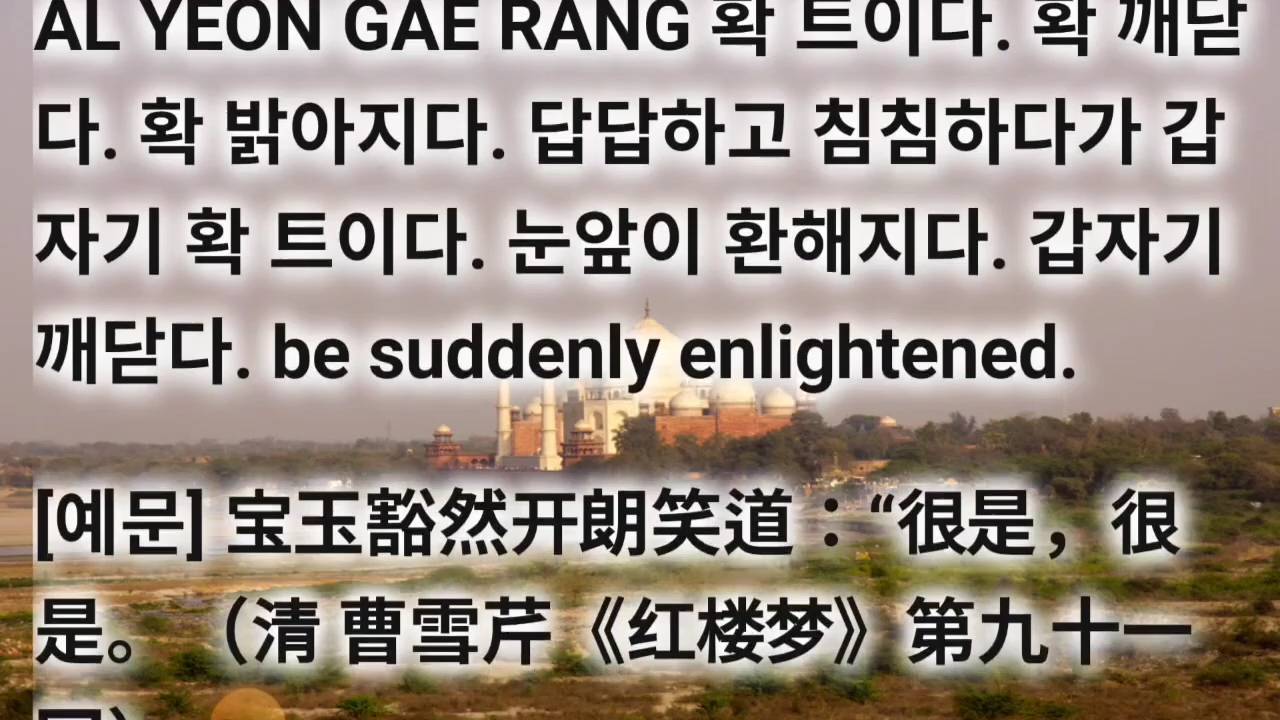 AL YEON GAE RANG 확 트이다. 확 깨닫
다. 확 밝아지다. 답답하고 침침하다가 갑
자기 확 트이다. 눈앞이 환해지다. 갑자기
깨닫다. be suddenly enlightened.
[예문] 宝玉豁然开朗笑道：“很是，很
是。（清 曹雪芹《红楼梦》第九十一